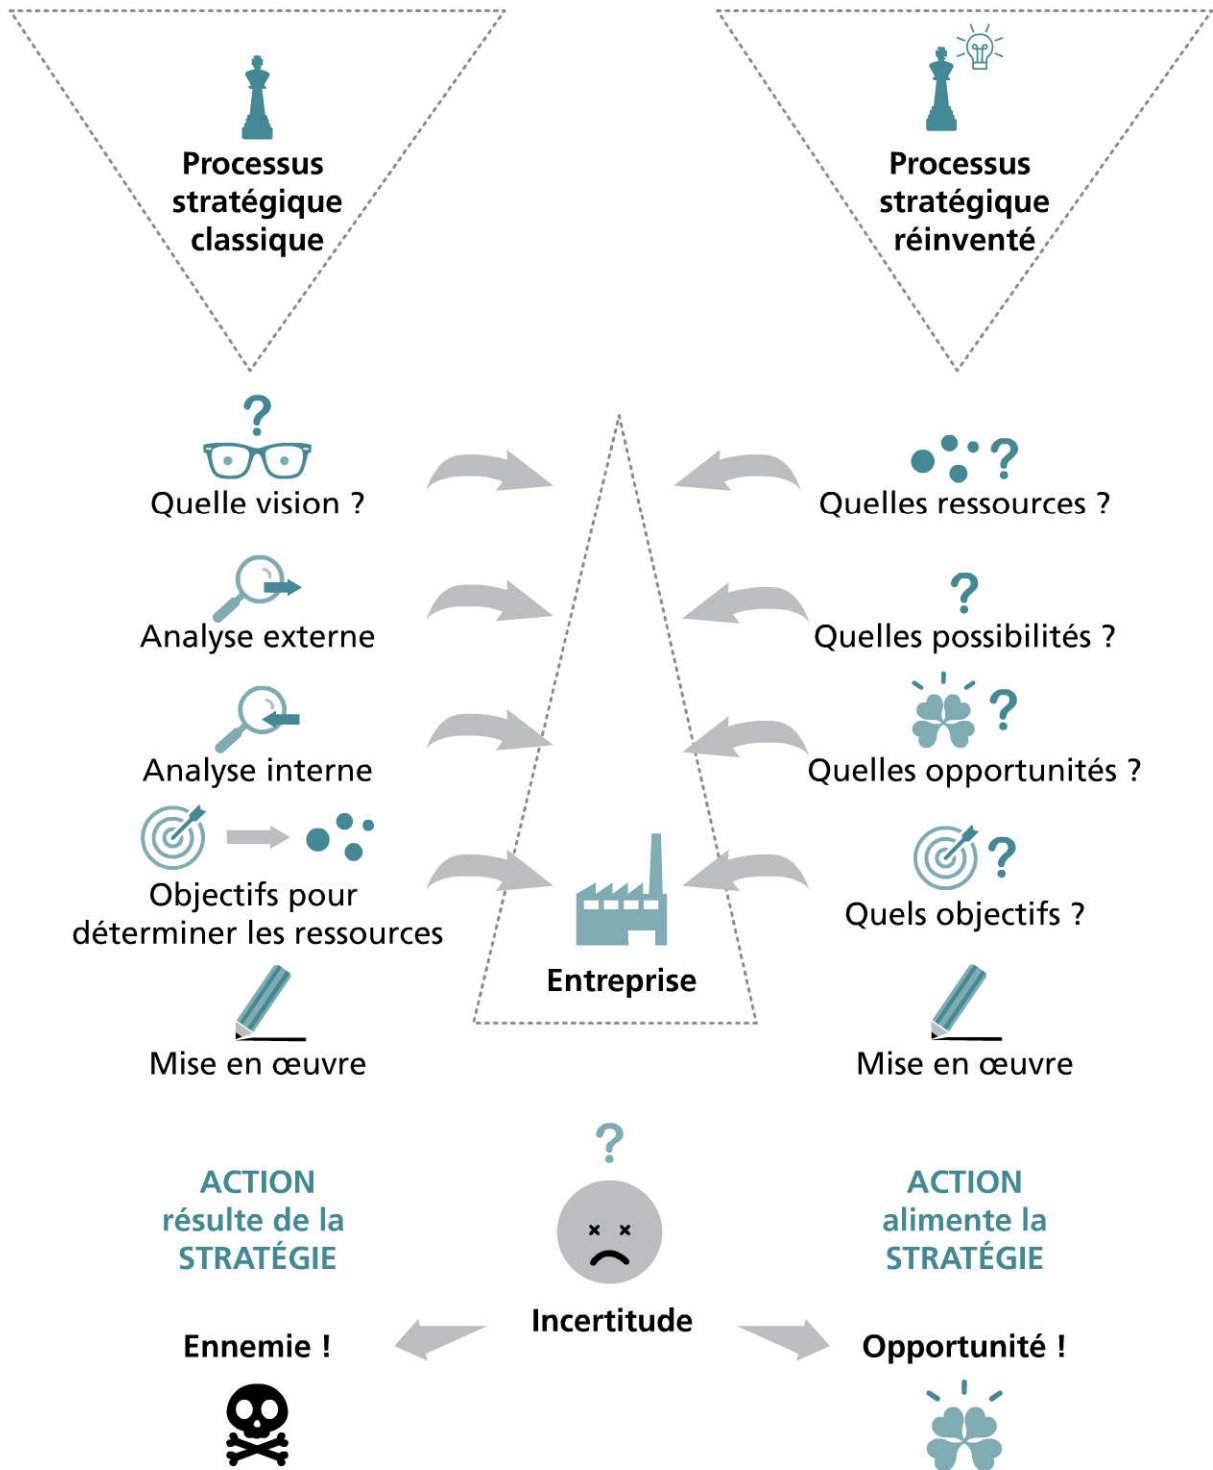 Processus
stratégique
classique
Processus
stratégique
réinventé
?
Quelle vision ?
?
Quelles ressources ?
Analyse externe
?
Quelles possibilités ?
Analyse interne
?
Quelles opportunités ?
Objectifs pour
déterminer les ressources
?
Quels objectifs ?
Entreprise
Mise en œuvre
Mise en œuvre
ACTION
résulte de la
STRATÉGIE
?
Incertitude
ACTION
alimente la
STRATÉGIE
Ennemie !
Opportunité !